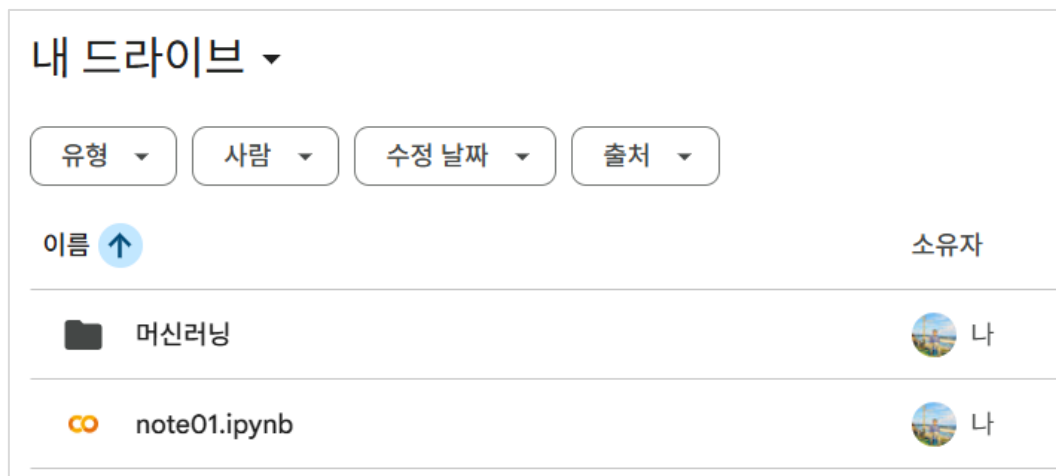 내 드라이브
유형 사람 수정 날짜 출처
이름 소유자
머신러닝 나
CO note01.ipynb 나